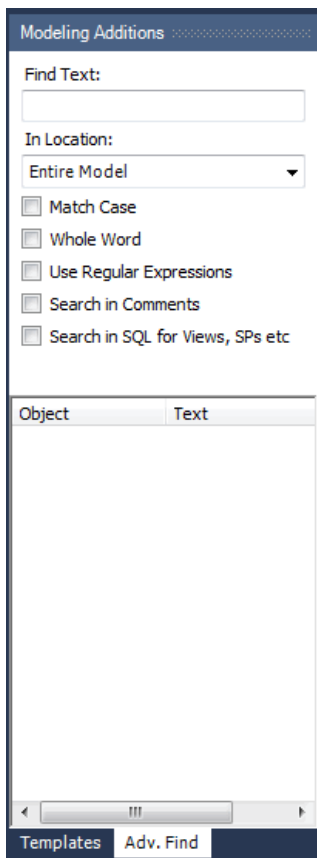 Modeling Additions
Find Text:
In Location:
Entire Model
Match Case
Whole Word
Use Regular Expressions
Search in Comments
Search in SQL for Views, SPs etc
Object Text
Templates Adv. Find